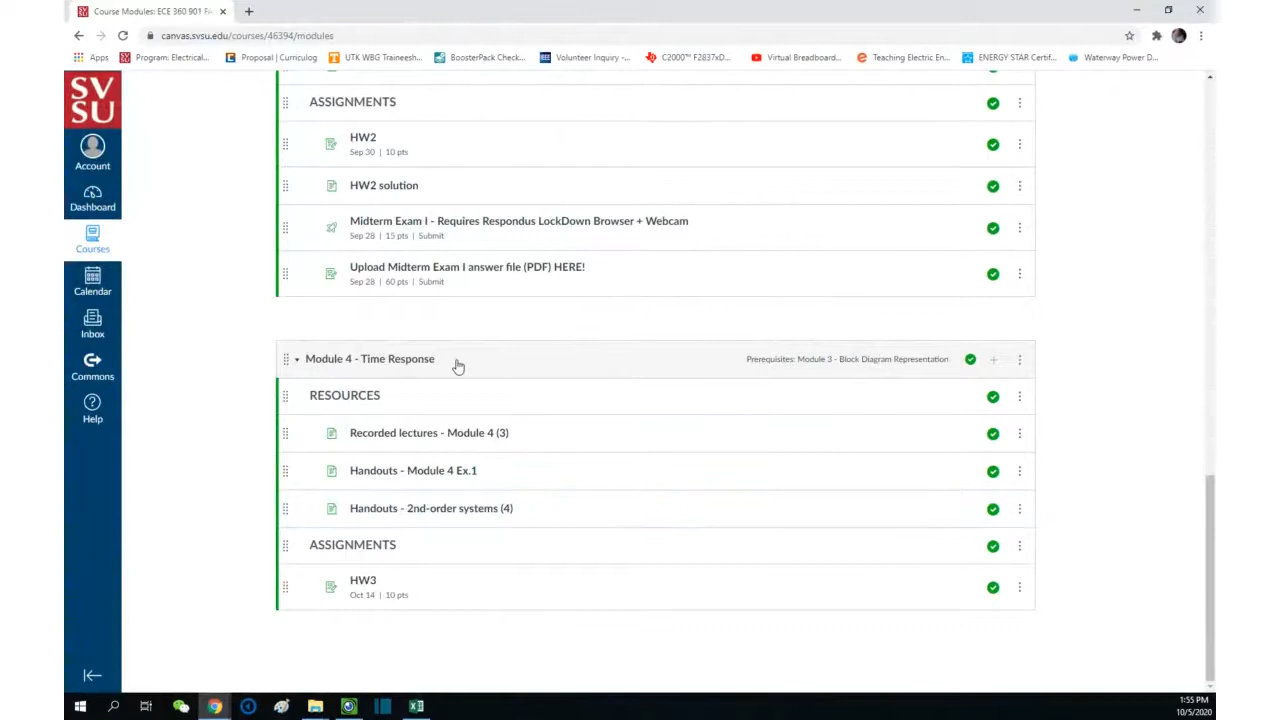 Course Modules: ECE 360 901 FA
canvas.svsu.edu/courses/46394/modules
Apps
Program: Electrical...
Proposal | Curriculog
UTK WBG Traineesh...
BoosterPack Check...
Volunteer Inquiry -...
C2000™ F2837xD...
Virtual Breadboard...
Teaching Electric En...
ENERGY STAR Certif...
Waterway Power D...
SV
SU
Account
Dashboard
Courses
Calendar
Inbox
Commons
Help
ASSIGNMENTS
HW2
Sep 30 | 10 pts
HW2 solution
Midterm Exam I - Requires Respondus LockDown Browser + Webcam
Sep 28 | 15 pts | Submit
Upload Midterm Exam I answer file (PDF) HERE!
Sep 28 | 60 pts | Submit
Module 4 - Time Response
Prerequisites: Module 3 - Block Diagram Representation
RESOURCES
Recorded lectures - Module 4 (3)
Handouts - Module 4 Ex.1
Handouts - 2nd-order systems (4)
ASSIGNMENTS
HW3
Oct 14 | 10 pts
1:55 PM
10/5/2020